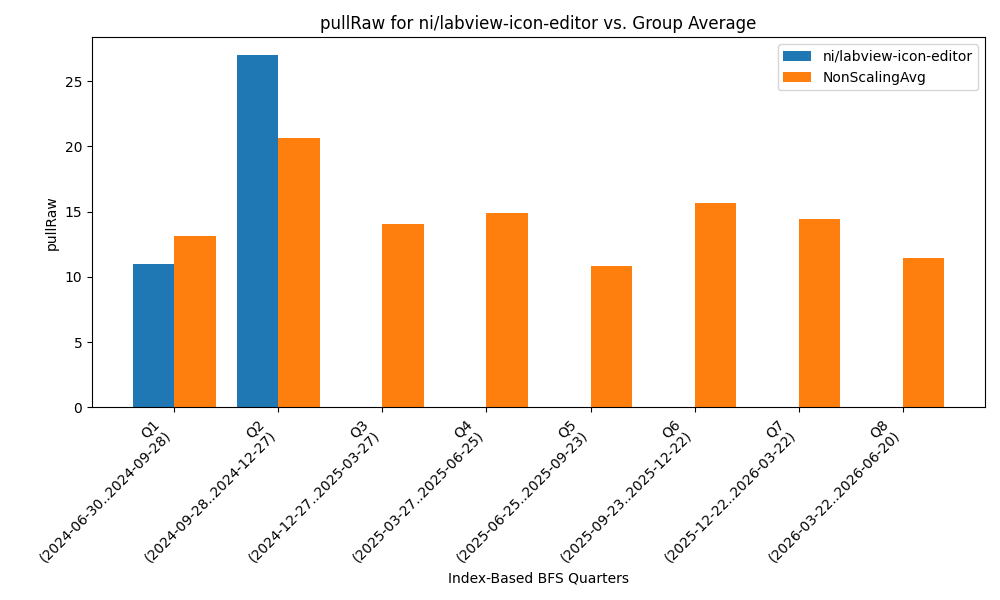 pullRaw for ni/labview-icon-editor vs. Group Average
ni/labview-icon-editor
NonScalingAvg
pullRaw
25
20
15
10
5
0
Q1
(2024-06-30..2024-09-28)
Q2
(2024-09-28..2024-12-27)
Q3
(2024-12-27..2025-03-27)
Q4
(2025-03-27..2025-06-25)
Q5
(2025-06-25..2025-09-23)
Q6
(2025-09-23..2025-12-22)
Q7
(2025-12-22..2026-03-22)
Q8
(2026-03-22..2026-06-20)
Index-Based BFS Quarters